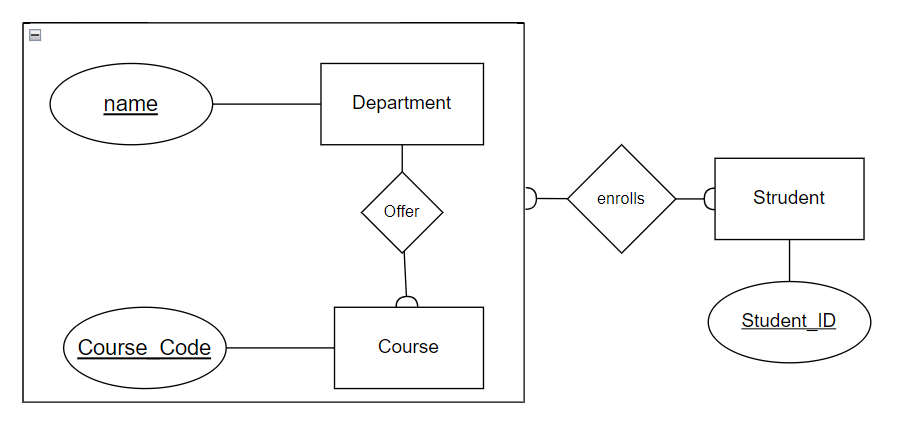 name
Department
Offer
enrolls
Strudent
Student_ID
Course_Code
Course